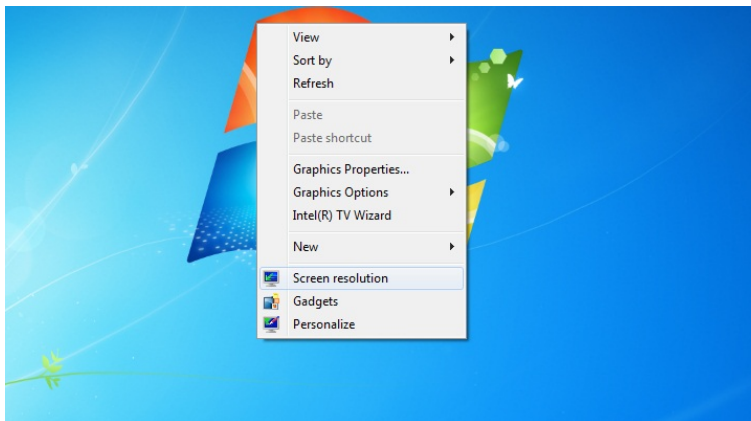 View
Sort by
Refresh
Paste
Paste shortcut
Graphics Properties...
Graphics Options
Intel(R) TV Wizard
New
Screen resolution
Gadgets
Personalize